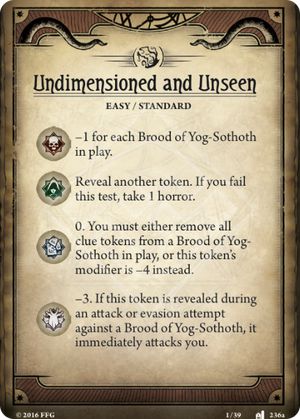 Undimensioned and Unseen
EASY / STANDARD
–1 for each Brood of Yog-Sothoth
in play.
Reveal another token. If you fail
this test, take 1 horror.
0. You must either remove all
clue tokens from a Brood of Yog-
Sothoth in play, or this token's
modifier is –4 instead.
–3. If this token is revealed during
an attack or evasion attempt
against a Brood of Yog-Sothoth, it
immediately attacks you.
© 2016 FFG
1/39
236a